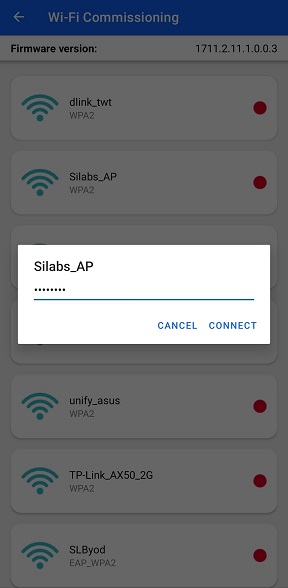 Wi-Fi Commissioning
Firmware version: 1711.2.11.1.0.0.3
dlink_twt
WPA2
Silabs_AP
WPA2
Silabs_AP
••••••••
CANCEL CONNECT
unify_asus
WPA2
TP-Link_AX50_2G
WPA2
SLByod
EAP_WPA2